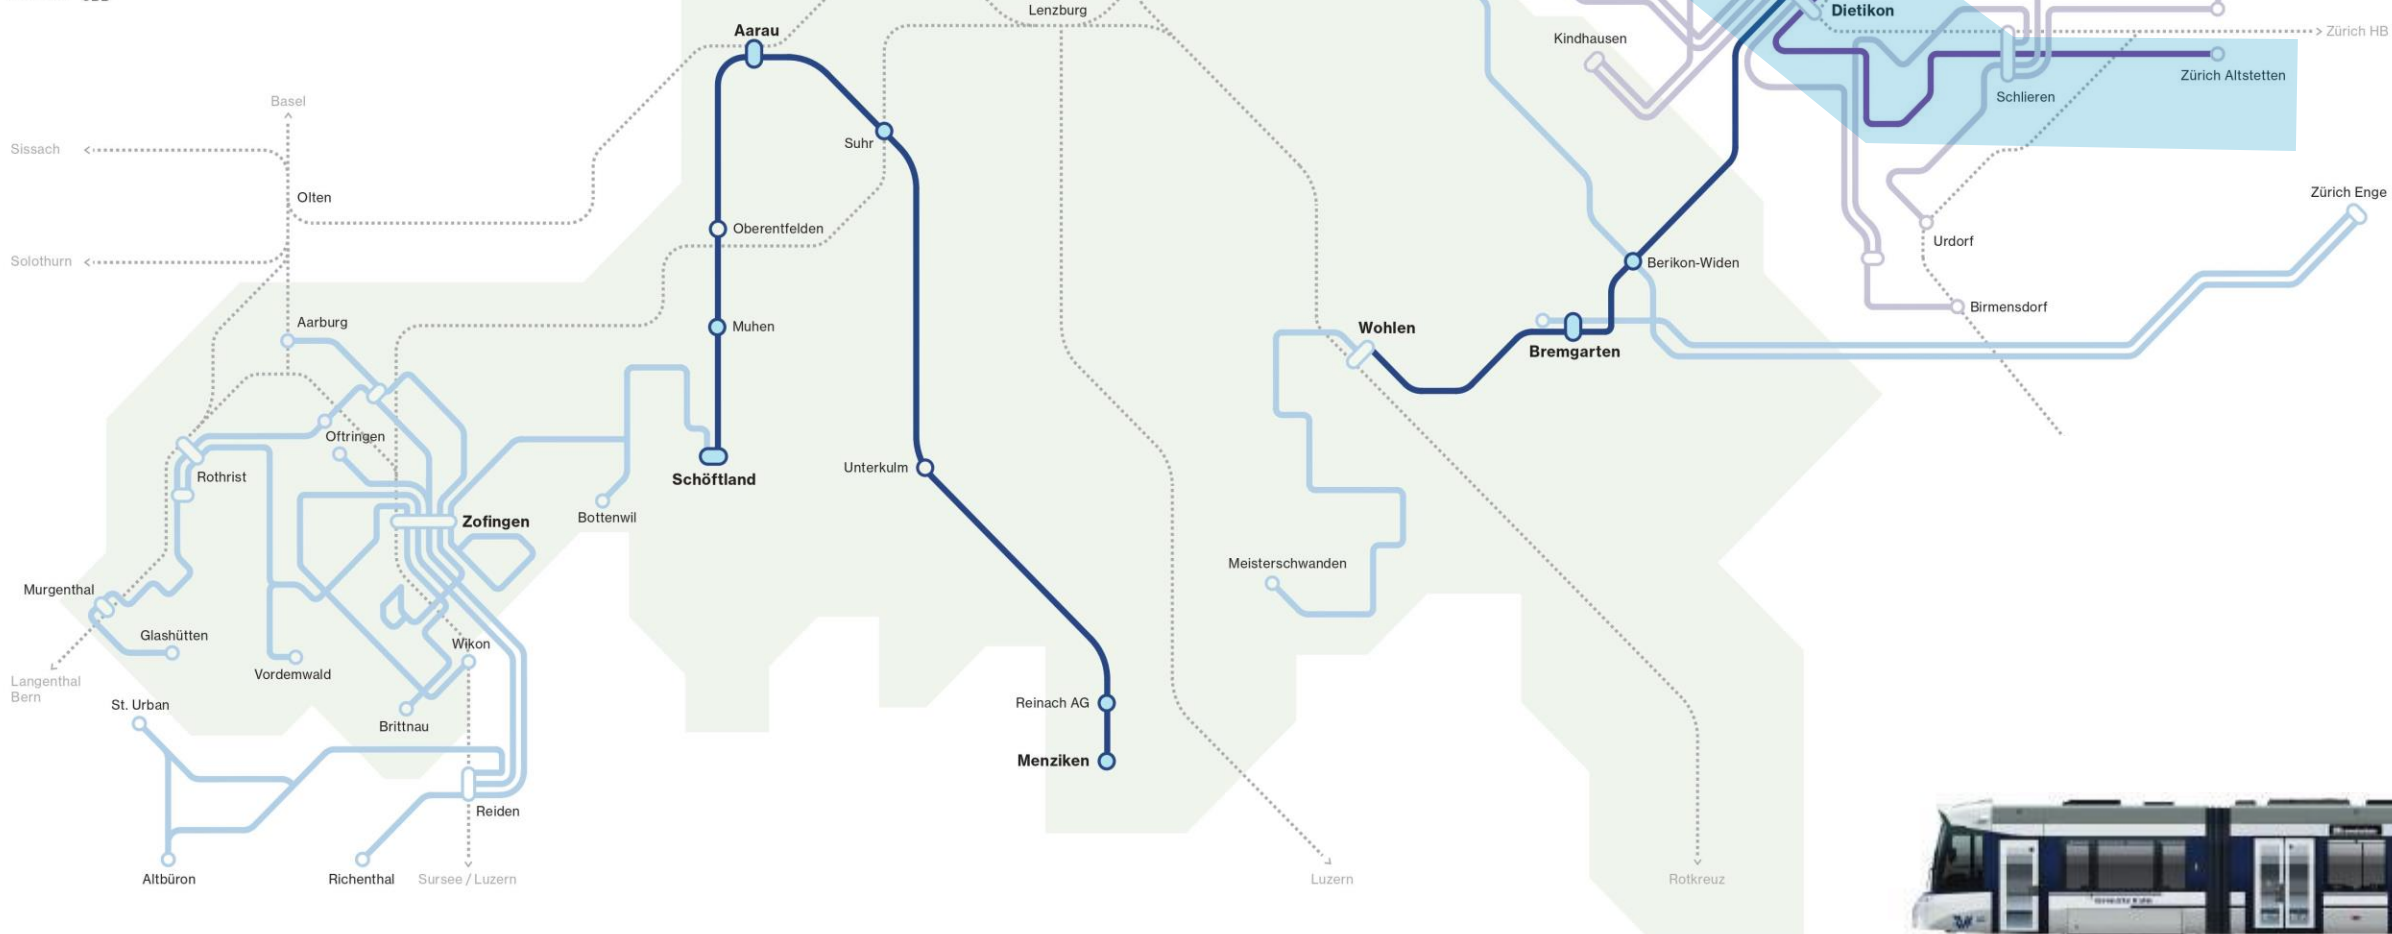 Lenzburg
Dietikon
Aarau
Kindhausen
Zürich HB
Zürich Altstetten
Schlieren
Basel
Suhr
Sissach
Olten
Zürich Enge
Oberentfelden
Urdorf
Solothurn
Berikon-Widen
Birmensdorf
Aarburg
Muhen
Wohlen
Bremgarten
Oftringen
Rothrist
Unterkulm
Schöftland
Bottenwil
Zofingen
Meisterschwanden
Murgenthal
Glashütten
Wikon
Vordemwald
Langenthal
Bern
St. Urban
Brittnau
Reinach AG
Menziken
Reiden
Altbüron
Richenthal
Sursee / Luzern
Luzern
Rotkreuz